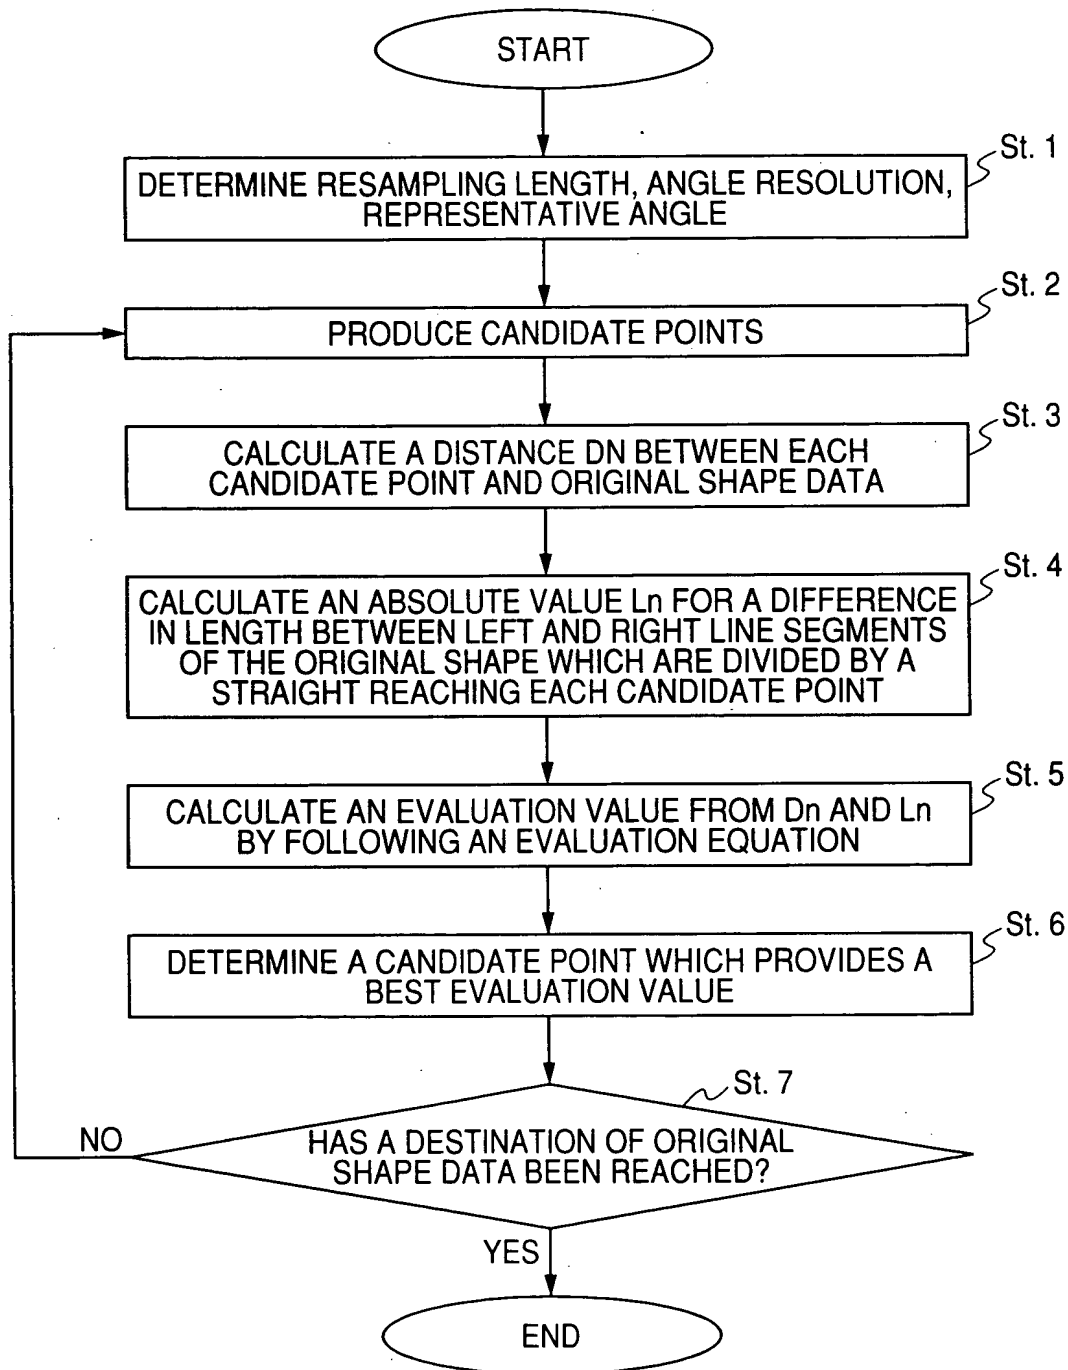 START
St. 1
DETERMINE RESAMPLING LENGTH, ANGLE RESOLUTION,
REPRESENTATIVE ANGLE
St. 2
PRODUCE CANDIDATE POINTS
St. 3
CALCULATE A DISTANCE DN BETWEEN EACH
CANDIDATE POINT AND ORIGINAL SHAPE DATA
St. 4
CALCULATE AN ABSOLUTE VALUE Ln FOR A DIFFERENCE
IN LENGTH BETWEEN LEFT AND RIGHT LINE SEGMENTS
OF THE ORIGINAL SHAPE WHICH ARE DIVIDED BY A
STRAIGHT REACHING EACH CANDIDATE POINT
St. 5
CALCULATE AN EVALUATION VALUE FROM Dn AND Ln
BY FOLLOWING AN EVALUATION EQUATION
St. 6
DETERMINE A CANDIDATE POINT WHICH PROVIDES A
BEST EVALUATION VALUE
St. 7
NO
HAS A DESTINATION OF ORIGINAL
SHAPE DATA BEEN REACHED?
YES
END